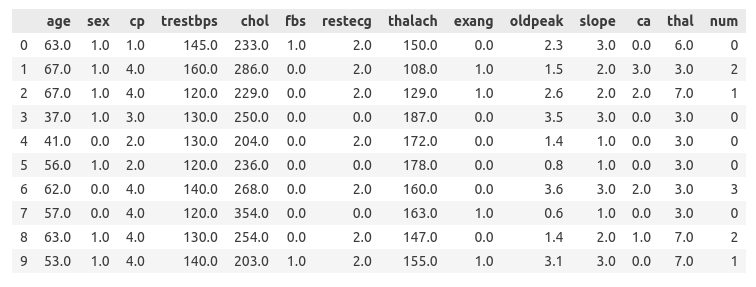 age sex cp trestbps chol fbs restecg thalach exang oldpeak slope ca thal num
0 63.0 1.0 1.0 145.0 233.0 1.0 2.0 150.0 0.0 2.3 3.0 0.0 6.0 0
1 67.0 1.0 4.0 160.0 286.0 0.0 2.0 108.0 1.0 1.5 2.0 3.0 3.0 2
2 67.0 1.0 4.0 120.0 229.0 0.0 2.0 129.0 1.0 2.6 2.0 2.0 7.0 1
3 37.0 1.0 3.0 130.0 250.0 0.0 0.0 187.0 0.0 3.5 3.0 0.0 3.0 0
4 41.0 0.0 2.0 130.0 204.0 0.0 2.0 172.0 0.0 1.4 1.0 0.0 3.0 0
5 56.0 1.0 2.0 120.0 236.0 0.0 0.0 178.0 0.0 0.8 1.0 0.0 3.0 0
6 62.0 0.0 4.0 140.0 268.0 0.0 2.0 160.0 0.0 3.6 3.0 2.0 3.0 3
7 57.0 0.0 4.0 120.0 354.0 0.0 0.0 163.0 1.0 0.6 1.0 0.0 3.0 0
8 63.0 1.0 4.0 130.0 254.0 0.0 2.0 147.0 0.0 1.4 2.0 1.0 7.0 2
9 53.0 1.0 4.0 140.0 203.0 1.0 2.0 155.0 1.0 3.1 3.0 0.0 7.0 1